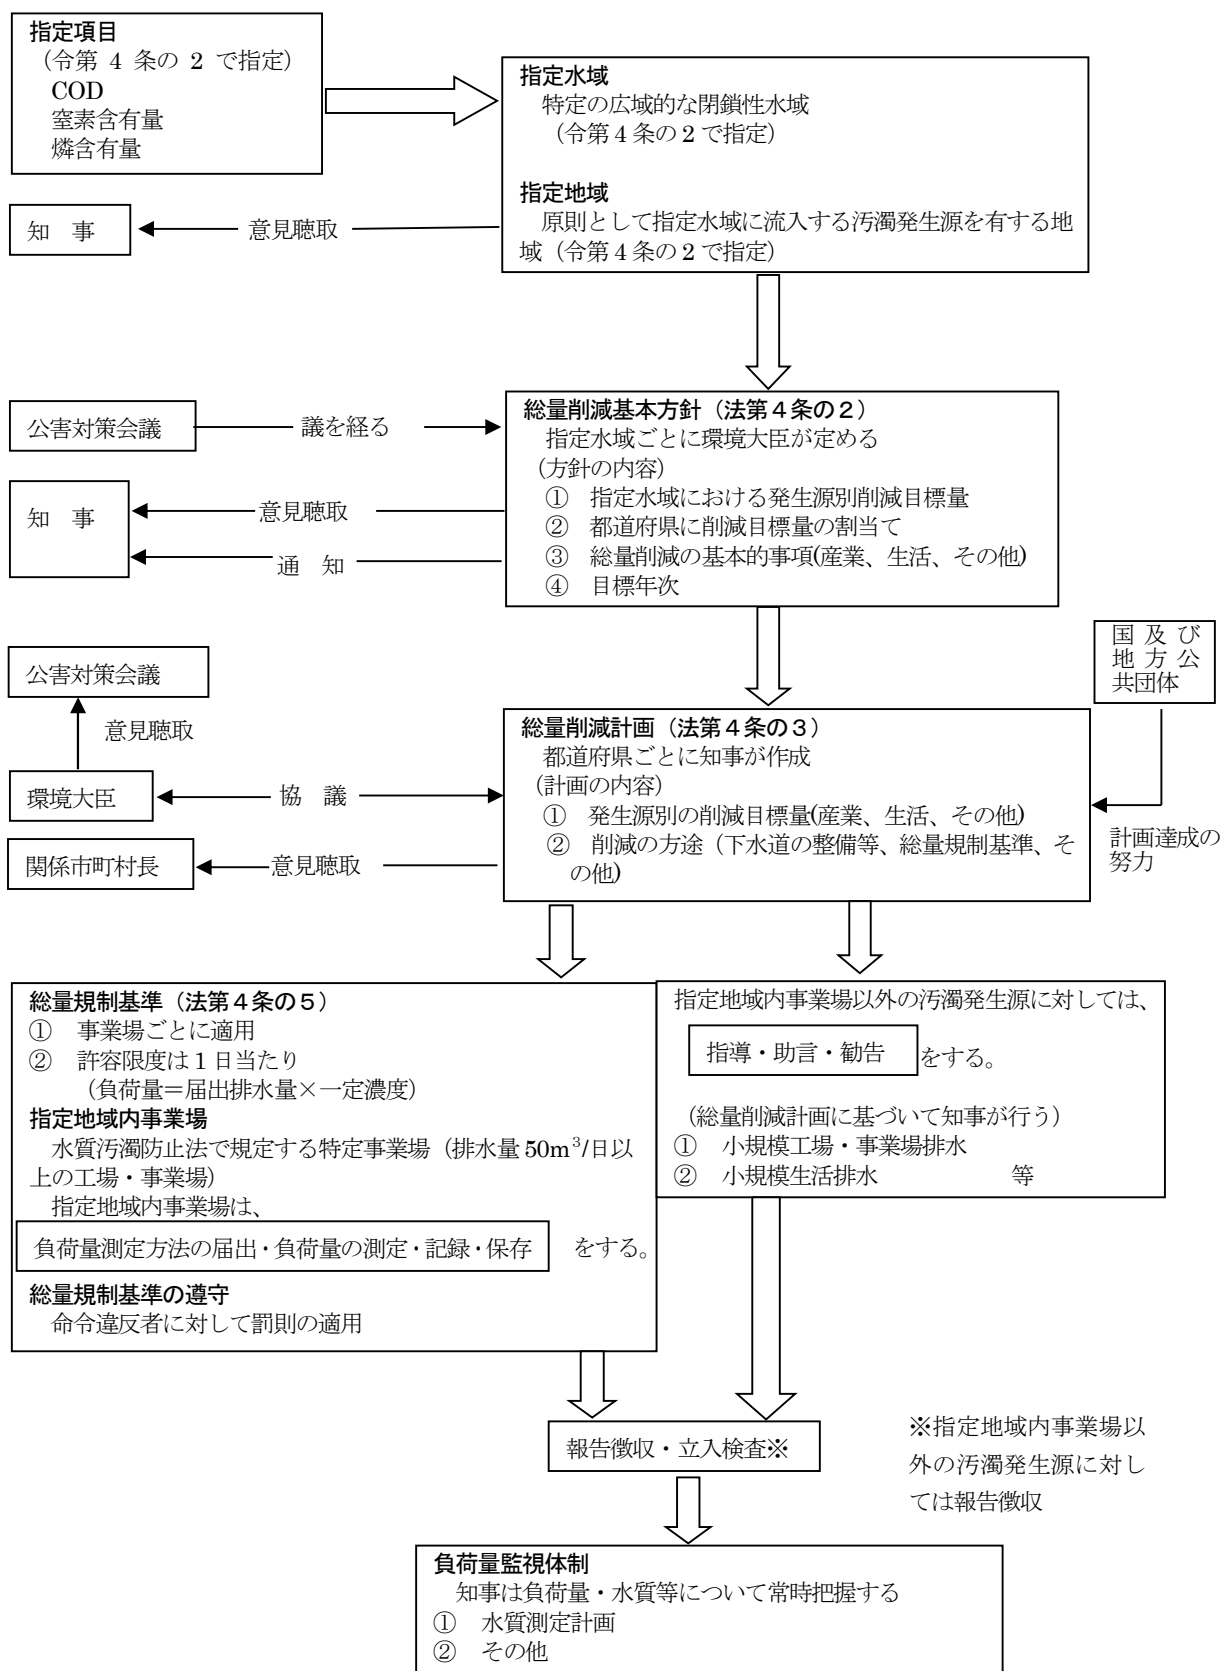 指定項目
(令第 4 条の 2 で指定)
COD
窒素含有量
燐含有量
指定水域
特定の広域的な閉鎖性水域
(令第4条の2で指定)
指定地域
原則として指定水域に流入する汚濁発生源を有する地
域(令第4条の2で指定)
知 事
意見聴取
公害対策会議
議を経る
総量削減基本方針(法第4条の2)
指定水域ごとに環境大臣が定める
(方針の内容)
① 指定水域における発生源別削減目標量
② 都道府県に削減目標量の割当て
③ 総量削減の基本的事項(産業、生活、その他)
④ 目標年次
知 事
意見聴取
通 知
国 及 び
地 方 公
共団体
公害対策会議
意見聴取
環境大臣
協 議
関係市町村長
意見聴取
総量削減計画(法第4条の3)
都道府県ごとに知事が作成
(計画の内容)
① 発生源別の削減目標量(産業、生活、その他)
② 削減の方途(下水道の整備等、総量規制基準、そ
の他)
計画達成の
努力
総量規制基準(法第4条の5)
① 事業場ごとに適用
② 許容限度は1日当たり
(負荷量=届出排水量×一定濃度)
指定地域内事業場
水質汚濁防止法で規定する特定事業場(排水量 50m³/日以
上の工場・事業場)
指定地域内事業場は、
負荷量測定方法の届出・負荷量の測定・記録・保存 をする。
総量規制基準の遵守
命令違反者に対して罰則の適用
指定地域内事業場以外の汚濁発生源に対しては、
指導・助言・勧告 をする。
(総量削減計画に基づいて知事が行う)
① 小規模工場・事業場排水
② 小規模生活排水 等
報告徴収・立入検査※
※指定地域内事業場以
外の汚濁発生源に対し
ては報告徴収
負荷量監視体制
知事は負荷量・水質等について常時把握する
① 水質測定計画
② その他